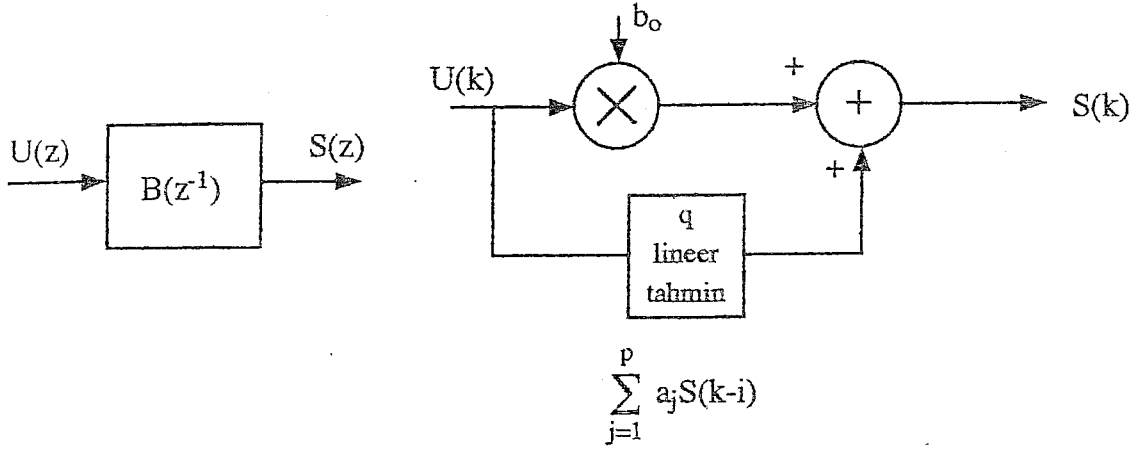 U(z)
B(z⁻¹)
S(z)
U(k)
b₀
×
+
+
S(k)
+
q
lineer
tahmin
p
∑ aⱼS(k-i)
j=1